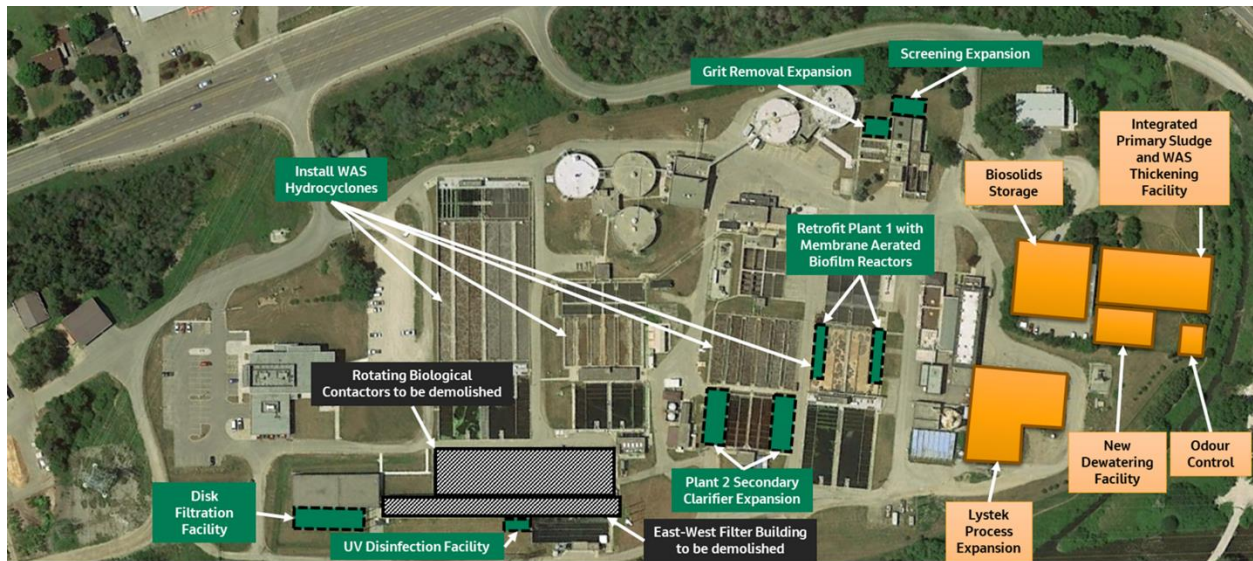 Screening Expansion
Grit Removal Expansion
Integrated
Primary Sludge
and WAS
Thickening
Facility
Install WAS
Hydrocyclones
Biosolids
Storage
Retrofit Plant 1 with
Membrane Aerated
Biofilm Reactors
Rotating Biological
Contactors to be demolished
New
Dewatering
Facility
Odour
Control
Plant 2 Secondary
Clarifier Expansion
Disk
Filtration
Facility
Lystek
Process
Expansion
UV Disinfection Facility
East-West Filter Building
to be demolished